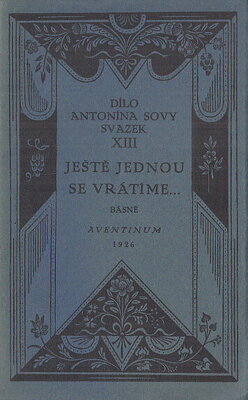 DÍLO
ANTONÍNA SOVY
SVAZEK
XIII
JEŠTĚ JEDNOU
SE VRÁTÍME...
BÁSNĚ
AVENTINUM
1926